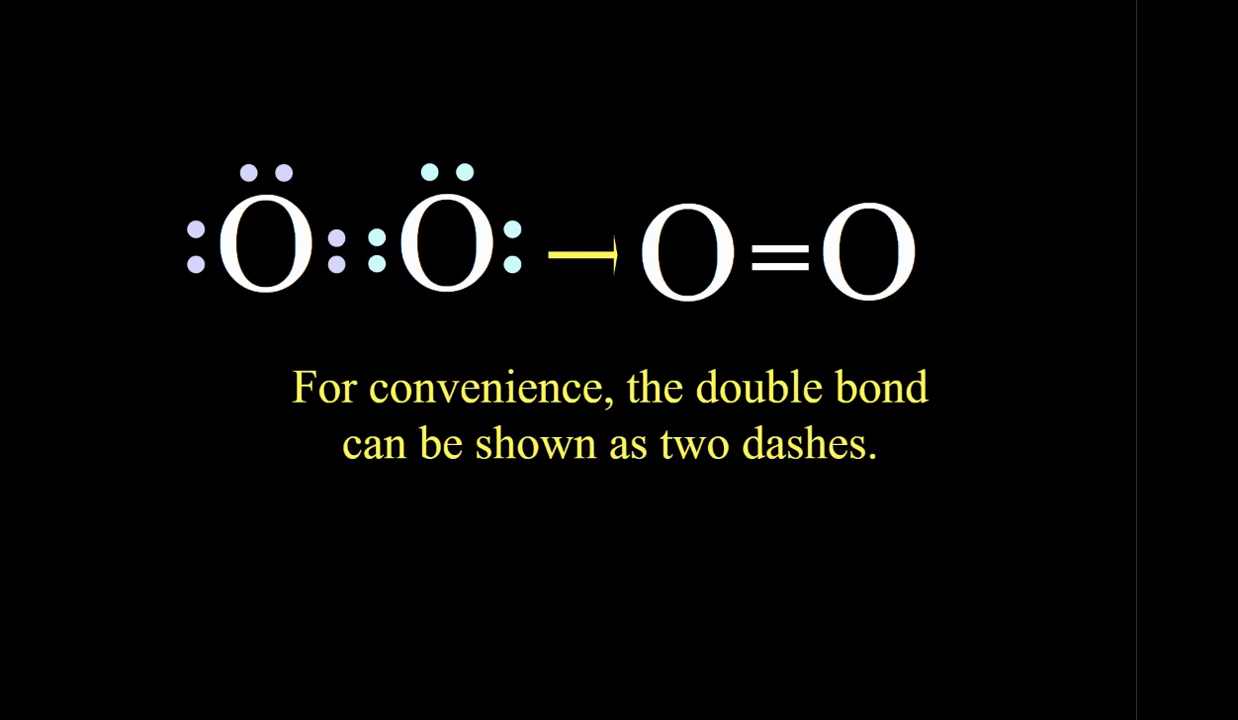 O O → O=O
For convenience, the double bond
can be shown as two dashes.